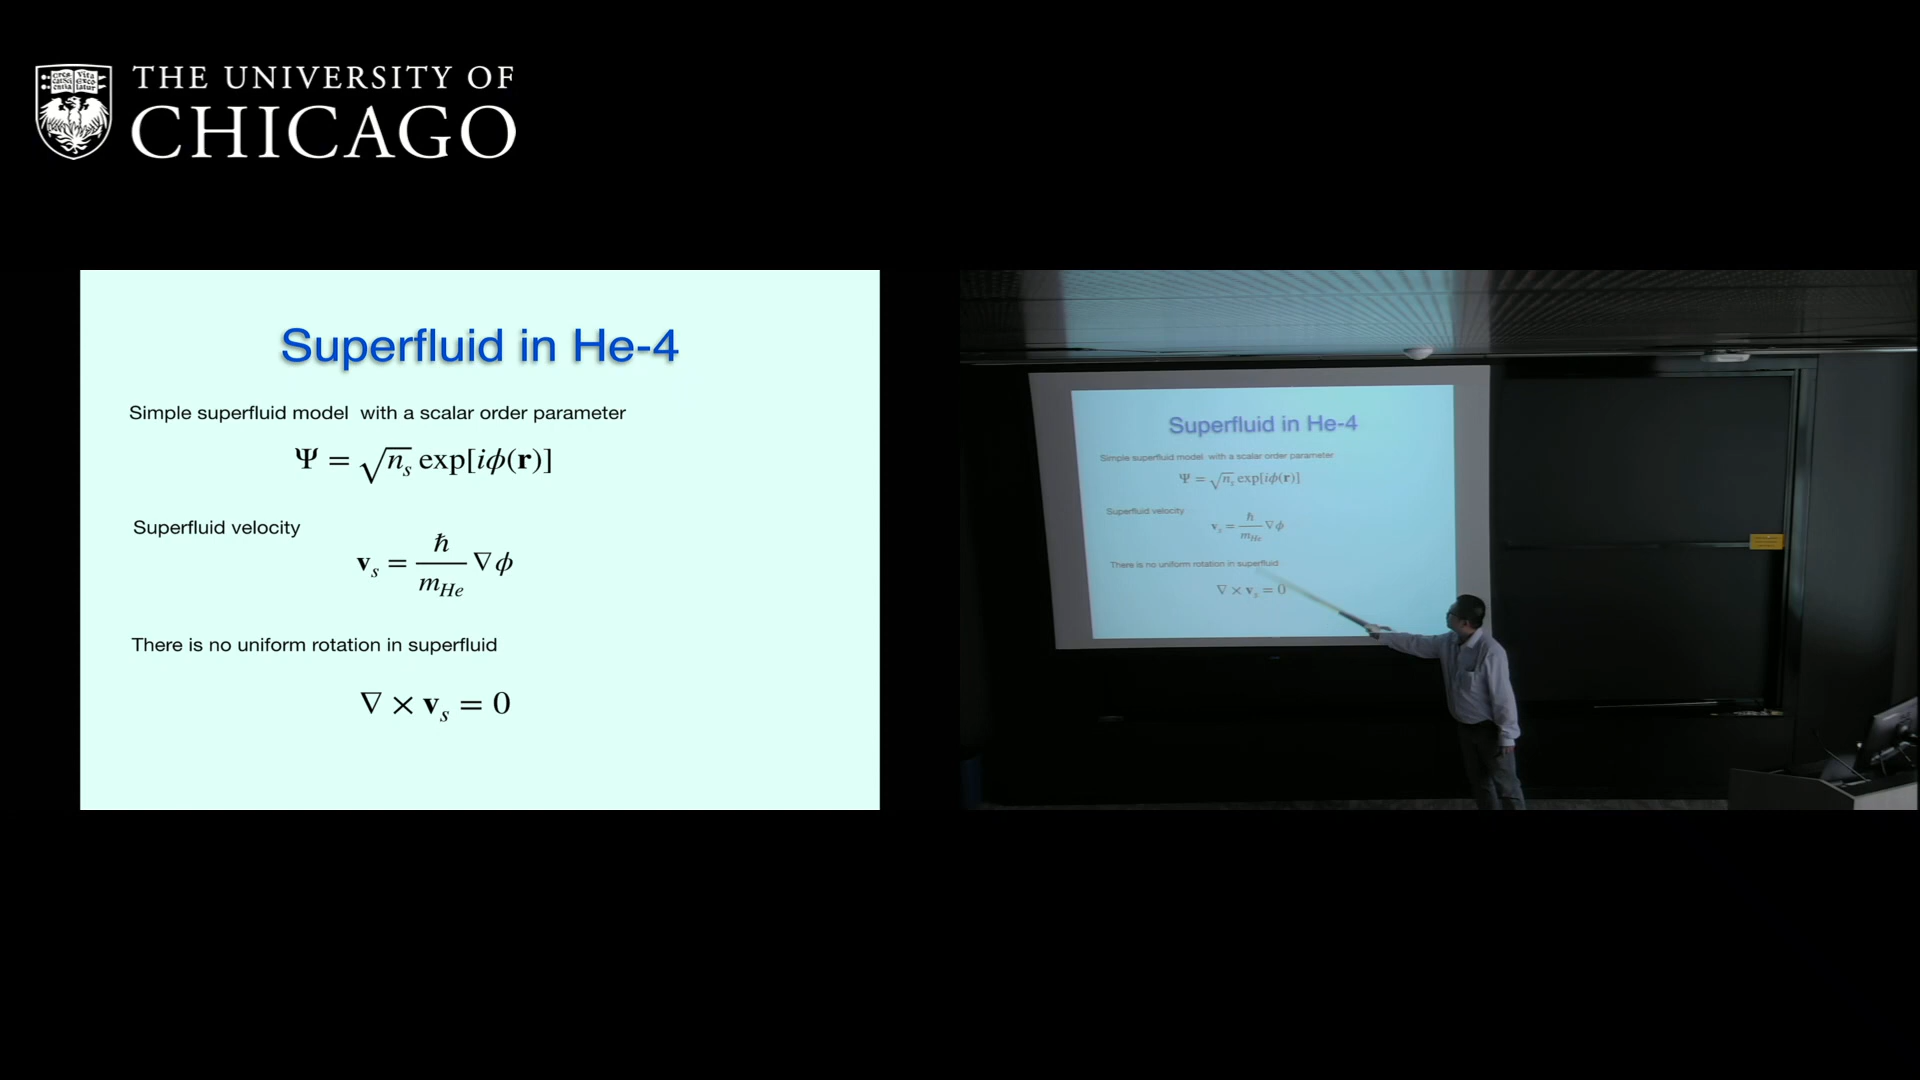 THE UNIVERSITY OF
CHICAGO
Superfluid in He-4
Simple superfluid model with a scalar order parameter
Ψ = √n_s exp[iϕ(r)]
Superfluid velocity
v_s = ħ/m_He ∇ϕ
There is no uniform rotation in superfluid
∇ × v_s = 0
Superfluid in He-4
Simple superfluid model with a scalar order parameter
Ψ = √n_s exp[iϕ(r)]
Superfluid velocity
v_s = ħ/m_He ∇ϕ
There is no uniform rotation in superfluid
∇ × v_s = 0